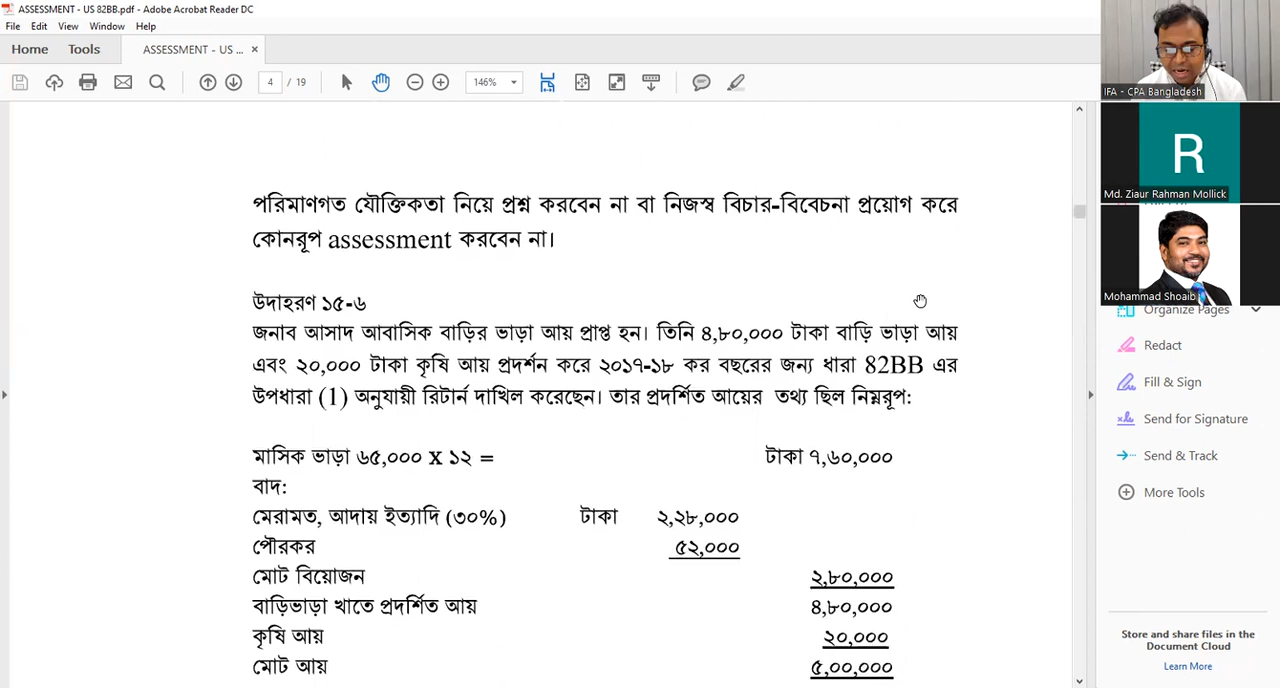 ASSESSMENT - US 82BB.pdf - Adobe Acrobat Reader DC
File Edit View Window Help
Home Tools ASSESSMENT - US ... ×
4 / 19 146%
IFA - CPA Bangladesh
R
Md. Ziaur Rahman Mollick
Mohammad Shoaib
পরিমাণগত যৌক্তিকতা নিয়ে প্রশ্ন করবেন না বা নিজস্ব বিচার-বিবেচনা প্রয়োগ করে
কোনরূপ assessment করবেন না।
উদাহরণ ১৫-৬
জনাব আসাদ আবাসিক বাড়ির ভাড়া আয় প্রাপ্ত হন। তিনি ৪,৮০,০০০ টাকা বাড়ি ভাড়া আয়
এবং ২০,০০০ টাকা কৃষি আয় প্রদর্শন করে ২০১৭-১৮ কর বছরের জন্য ধারা 82BB এর
উপধারা (1) অনুযায়ী রিটার্ন দাখিল করেছেন। তার প্রদর্শিত আয়ের তথ্য ছিল নিম্নরূপ:
মাসিক ভাড়া ৬৫,০০০ X ১২ = টাকা ৭,৬০,০০০
বাদ:
মেরামত, আদায় ইত্যাদি (৩০%) টাকা ২,২৮,০০০
পৌরকর ৫২,০০০
মোট বিয়োজন ২,৮০,০০০
বাড়িভাড়া খাতে প্রদর্শিত আয় ৪,৮০,০০০
কৃষি আয় ২০,০০০
মোট আয় ৫,০০,০০০
Organize Pages
Redact
Fill & Sign
Send for Signature
Send & Track
More Tools
Store and share files in the
Document Cloud
Learn More